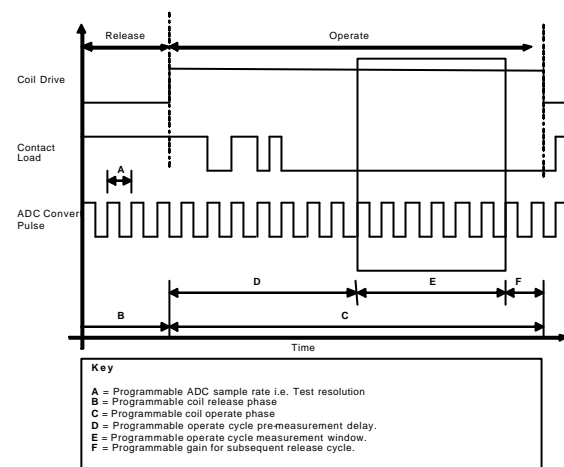 Release
Operate
Coil Drive
Contact
Load
A
ADC Conver
Pulse
D
E
F
B
C
Time
Key
A = Programmable ADC sample rate i.e. Test resolution
B = Programmable coil release phase
C = Programmable coil operate phase
D = Programmable operate cycle pre-measurement delay.
E = Programmable operate cycle measurement window.
F = Programmable gain for subsequent release cycle.